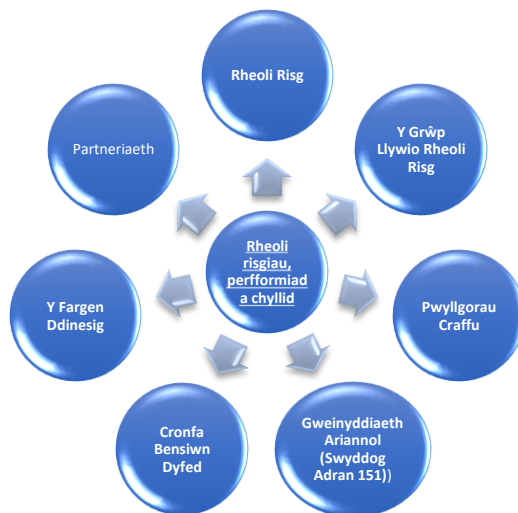 Rheoli Risg
Y Grŵp
Llywio Rheoli
Risg
Pwyllgorau
Craffu
Gweinyddiaeth
Ariannol
(Swyddog
Adran 151))
Cronfa
Bensiwn
Dyfed
Y Fargen
Ddinesig
Partneriaeth
Rheoli
risgiau,
perfformiad
a chyllid